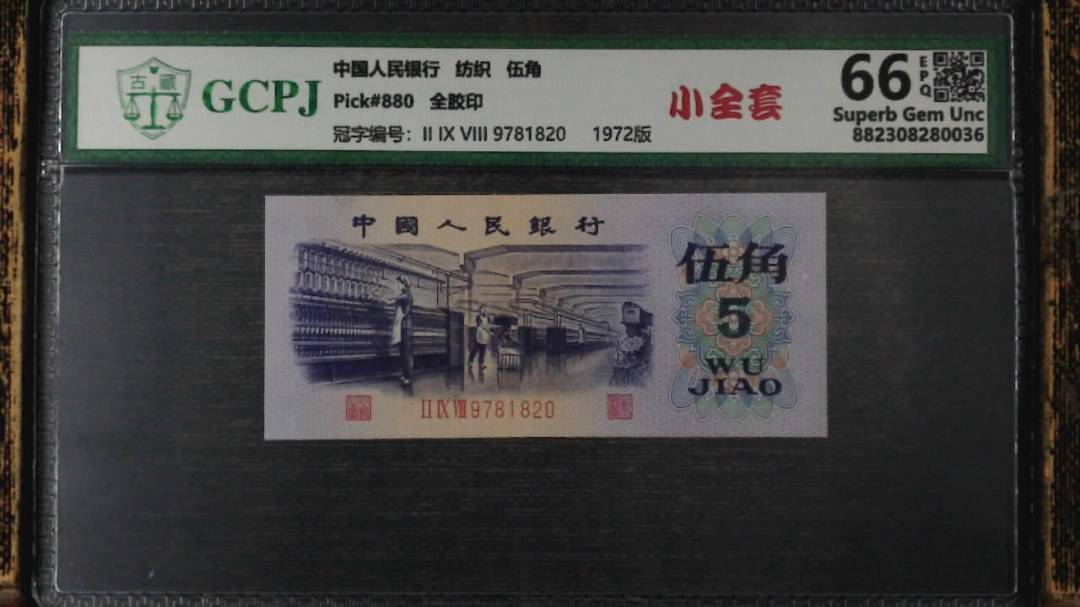 古藏
GCPJ
中国人民银行 纺织 伍角
Pick#880 全胶印
冠字编号: II IX VIII 9781820 1972版
小全套
66 EPQ
Superb Gem Unc
882308280036
中國人民銀行
伍角
5
WU
JIAO
II IX VIII 9781820